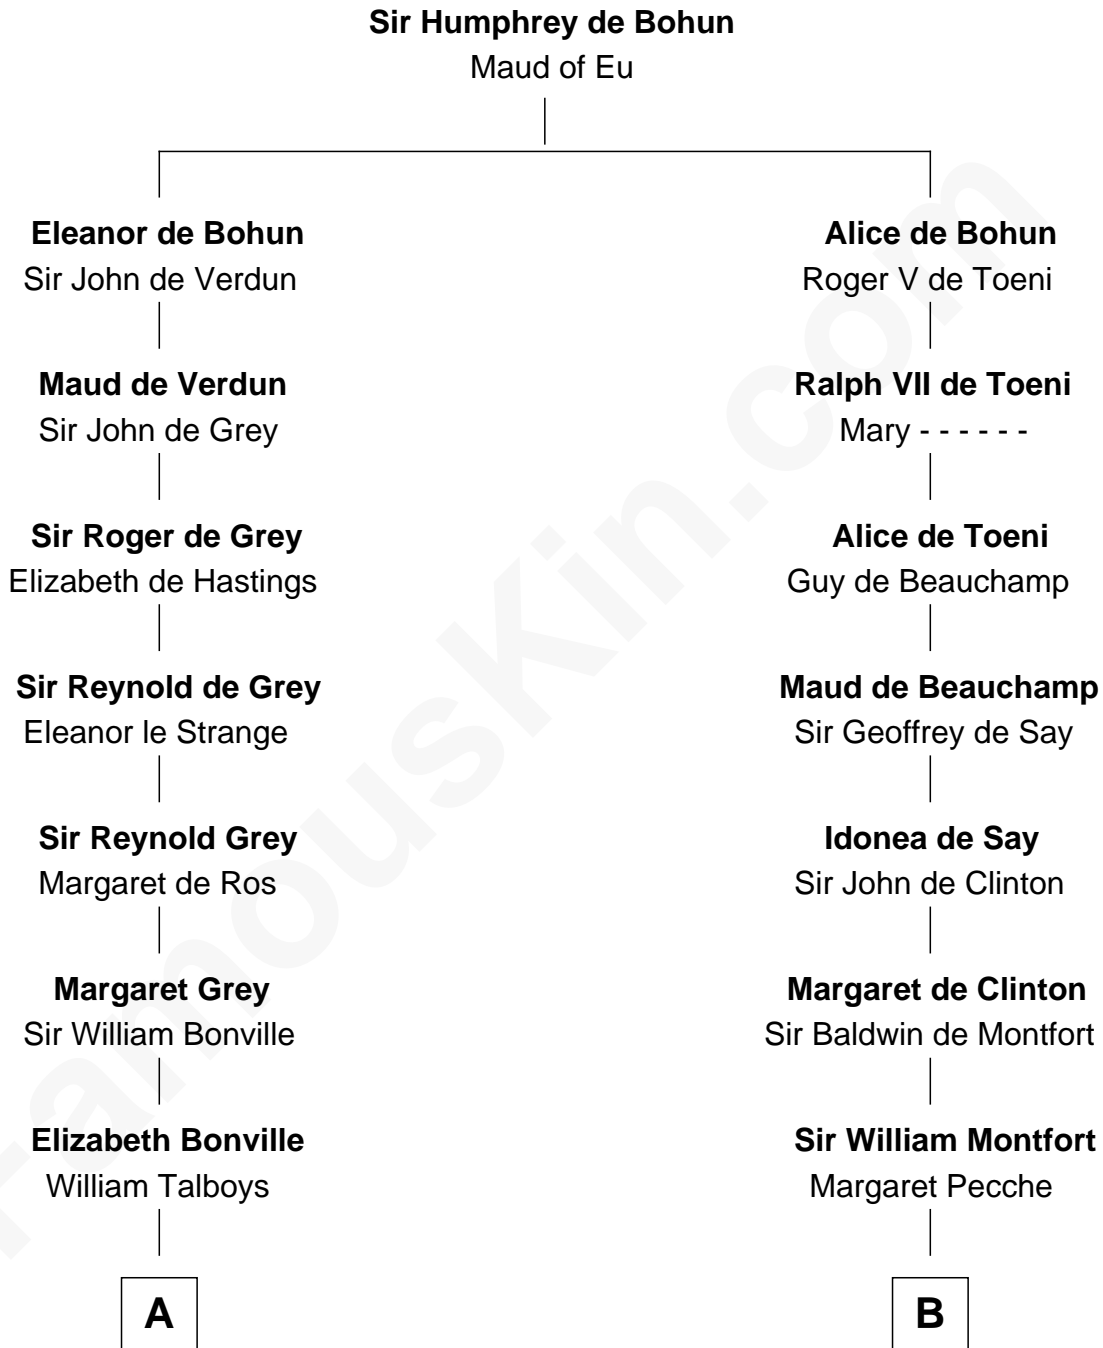 Sir Humphrey de Bohun
Maud of Eu
Eleanor de Bohun
Sir John de Verdun
Maud de Verdun
Sir John de Grey
Sir Roger de Grey
Elizabeth de Hastings
Sir Reynold de Grey
Eleanor le Strange
Sir Reynold Grey
Margaret de Ros
Margaret Grey
Sir William Bonville
Elizabeth Bonville
William Talboys
A
Alice de Bohun
Roger V de Toeni
Ralph VII de Toeni
Mary - - - - - -
Alice de Toeni
Guy de Beauchamp
Maud de Beauchamp
Sir Geoffrey de Say
Idonea de Say
Sir John de Clinton
Margaret de Clinton
Sir Baldwin de Montfort
Sir William Montfort
Margaret Pecche
B
FamousKin.com